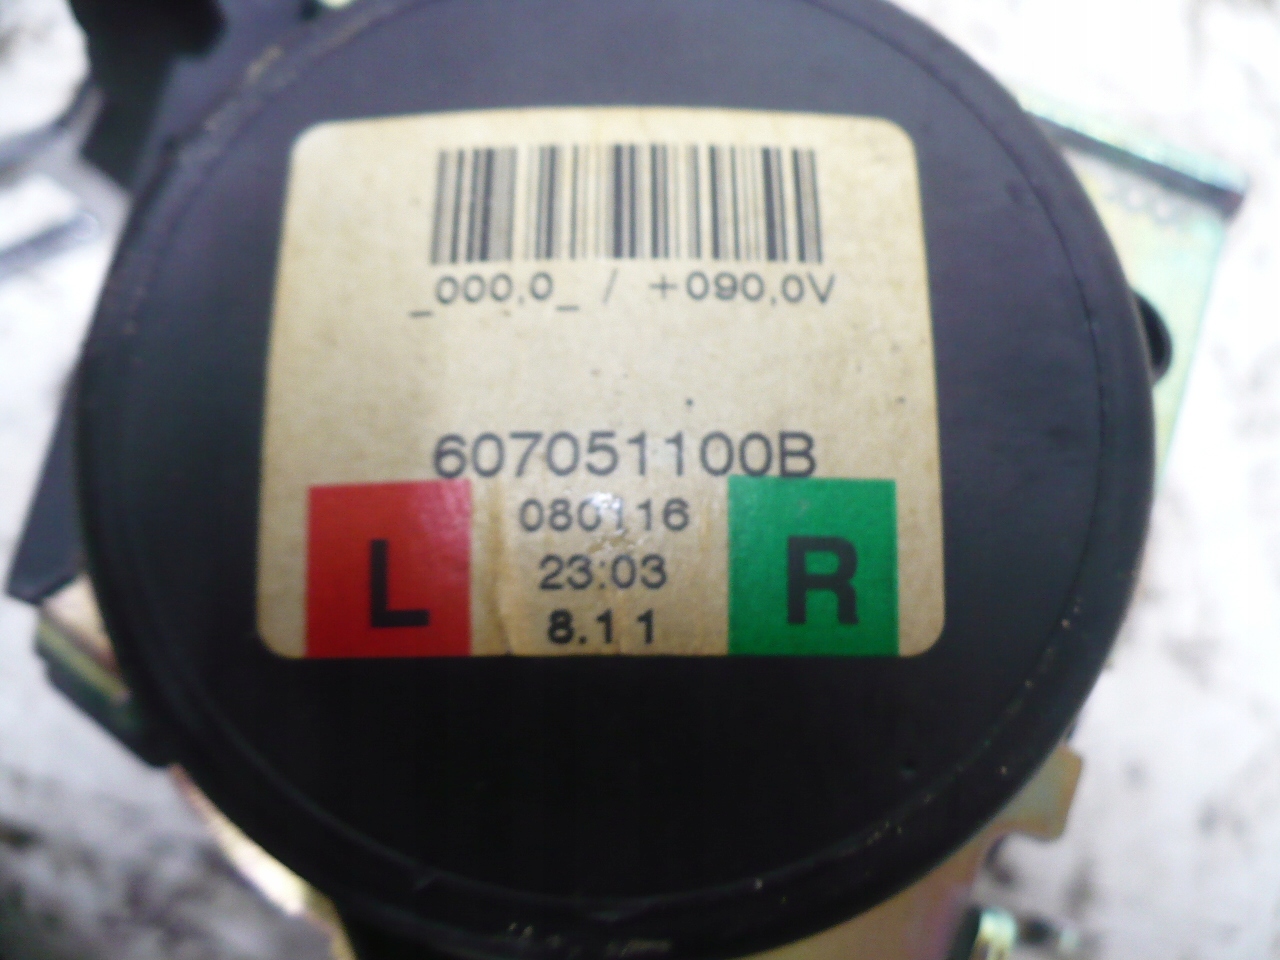 _000,0_ / +090,0V
607051100B
080116
23:03
8.11
L
R